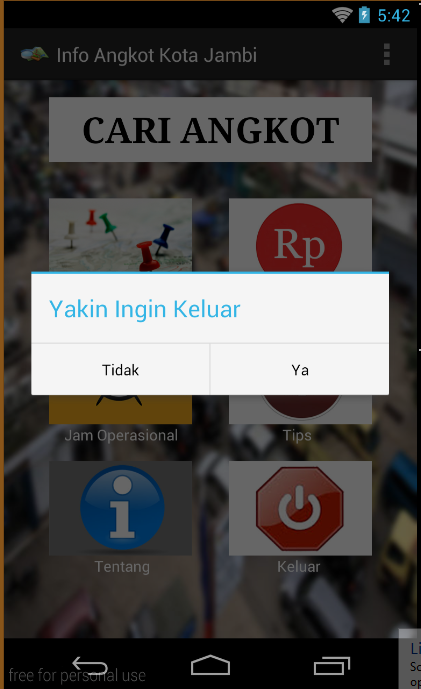 5:42
Info Angkot Kota Jambi
CARI ANGKOT
Rp
Yakin Ingin Keluar
Tidak
Ya
Jam Operasional
Tips
Tentang
Keluar
free for personal use